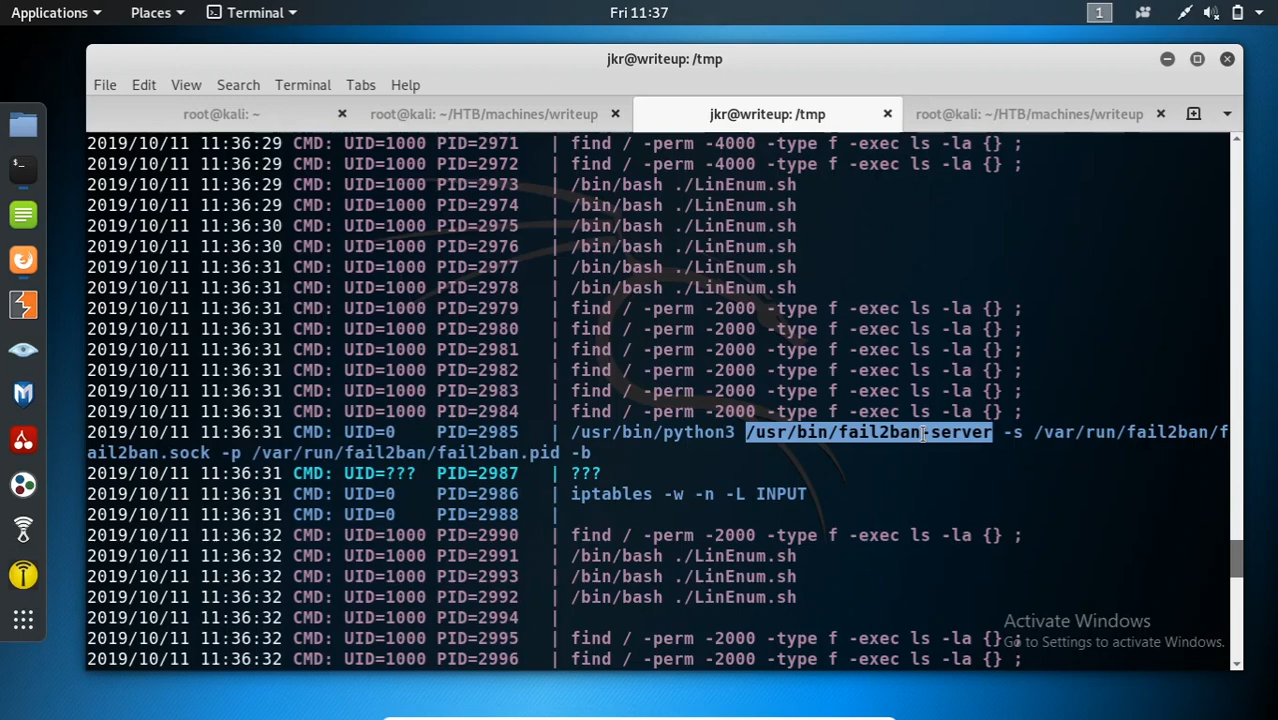 Applications Places Terminal Fri 11:37 1
jkr@writeup: /tmp
File Edit View Search Terminal Tabs Help
root@kali: ~ root@kali: ~/HTB/machines/writeup jkr@writeup: /tmp root@kali: ~/HTB/machines/writeup
2019/10/11 11:36:29 CMD: UID=1000 PID=2971 | find / -perm -4000 -type f -exec ls -la {} ;
2019/10/11 11:36:29 CMD: UID=1000 PID=2972 | find / -perm -4000 -type f -exec ls -la {} ;
2019/10/11 11:36:29 CMD: UID=1000 PID=2973 | /bin/bash ./LinEnum.sh
2019/10/11 11:36:29 CMD: UID=1000 PID=2974 | /bin/bash ./LinEnum.sh
2019/10/11 11:36:30 CMD: UID=1000 PID=2975 | /bin/bash ./LinEnum.sh
2019/10/11 11:36:30 CMD: UID=1000 PID=2976 | /bin/bash ./LinEnum.sh
2019/10/11 11:36:31 CMD: UID=1000 PID=2977 | /bin/bash ./LinEnum.sh
2019/10/11 11:36:31 CMD: UID=1000 PID=2978 | /bin/bash ./LinEnum.sh
2019/10/11 11:36:31 CMD: UID=1000 PID=2979 | find / -perm -2000 -type f -exec ls -la {} ;
2019/10/11 11:36:31 CMD: UID=1000 PID=2980 | find / -perm -2000 -type f -exec ls -la {} ;
2019/10/11 11:36:31 CMD: UID=1000 PID=2981 | find / -perm -2000 -type f -exec ls -la {} ;
2019/10/11 11:36:31 CMD: UID=1000 PID=2982 | find / -perm -2000 -type f -exec ls -la {} ;
2019/10/11 11:36:31 CMD: UID=1000 PID=2983 | find / -perm -2000 -type f -exec ls -la {} ;
2019/10/11 11:36:31 CMD: UID=1000 PID=2984 | find / -perm -2000 -type f -exec ls -la {} ;
2019/10/11 11:36:31 CMD: UID=0 PID=2985 | /usr/bin/python3 /usr/bin/fail2ban-server -s /var/run/fail2ban/f
ail2ban.sock -p /var/run/fail2ban/fail2ban.pid -b
2019/10/11 11:36:31 CMD: UID=??? PID=2987 | ???
2019/10/11 11:36:31 CMD: UID=0 PID=2986 | iptables -w -n -L INPUT
2019/10/11 11:36:31 CMD: UID=0 PID=2988 |
2019/10/11 11:36:32 CMD: UID=1000 PID=2990 | find / -perm -2000 -type f -exec ls -la {} ;
2019/10/11 11:36:32 CMD: UID=1000 PID=2991 | /bin/bash ./LinEnum.sh
2019/10/11 11:36:32 CMD: UID=1000 PID=2993 | /bin/bash ./LinEnum.sh
2019/10/11 11:36:32 CMD: UID=1000 PID=2992 | /bin/bash ./LinEnum.sh
2019/10/11 11:36:32 CMD: UID=1000 PID=2994 |
2019/10/11 11:36:32 CMD: UID=1000 PID=2995 | find / -perm -2000 -type f -exec ls -la {} ;
2019/10/11 11:36:32 CMD: UID=1000 PID=2996 | find / -perm -2000 -type f -exec ls -la {} ;
Activate Windows
Go to Settings to activate Windows.